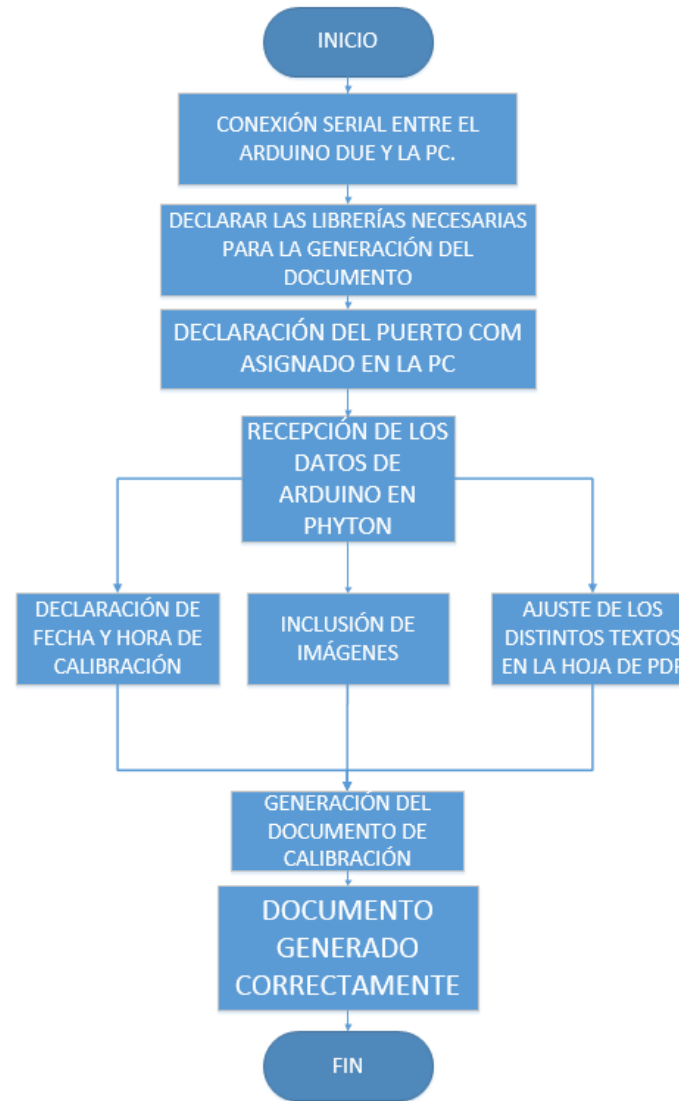 INICIO
CONEXIÓN SERIAL ENTRE EL
ARDUINO DUE Y LA PC.
DECLARAR LAS LIBRERÍAS NECESARIAS
PARA LA GENERACIÓN DEL
DOCUMENTO
DECLARACIÓN DEL PUERTO COM
ASIGNADO EN LA PC
RECEPCIÓN DE LOS
DATOS DE
ARDUINO EN
PHYTON
DECLARACIÓN DE
FECHA Y HORA DE
CALIBRACIÓN
INCLUSIÓN DE
IMÁGENES
AJUSTE DE LOS
DISTINTOS TEXTOS
EN LA HOJA DE PDF
GENERACIÓN DEL
DOCUMENTO DE
CALIBRACIÓN
DOCUMENTO
GENERADO
CORRECTAMENTE
FIN